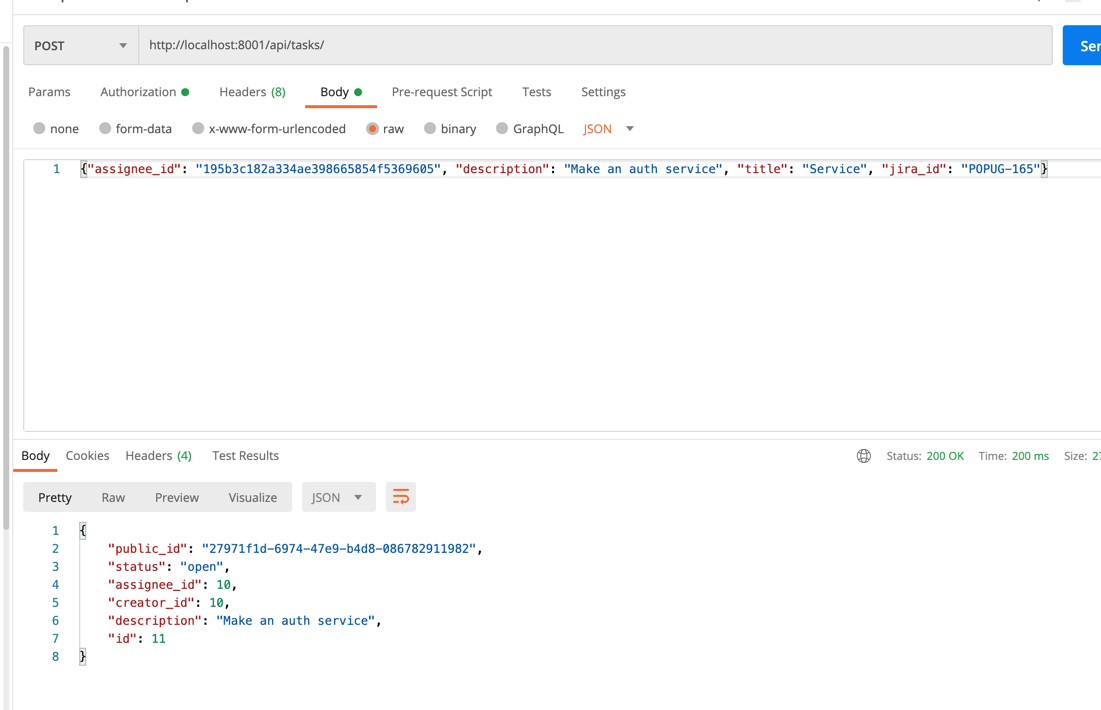 POST http://localhost:8001/api/tasks/
Params Authorization Headers (8) Body Pre-request Script Tests Settings
none form-data x-www-form-urlencoded raw binary GraphQL JSON
1 {"assignee_id": "195b3c182a334ae398665854f5369605", "description": "Make an auth service", "title": "Service", "jira_id": "POPUG-165"}
Body Cookies Headers (4) Test Results Status: 200 OK Time: 200 ms Size:
Pretty Raw Preview Visualize JSON
1 {
2 "public_id": "27971f1d-6974-47e9-b4d8-086782911982",
3 "status": "open",
4 "assignee_id": 10,
5 "creator_id": 10,
6 "description": "Make an auth service",
7 "id": 11
8 }